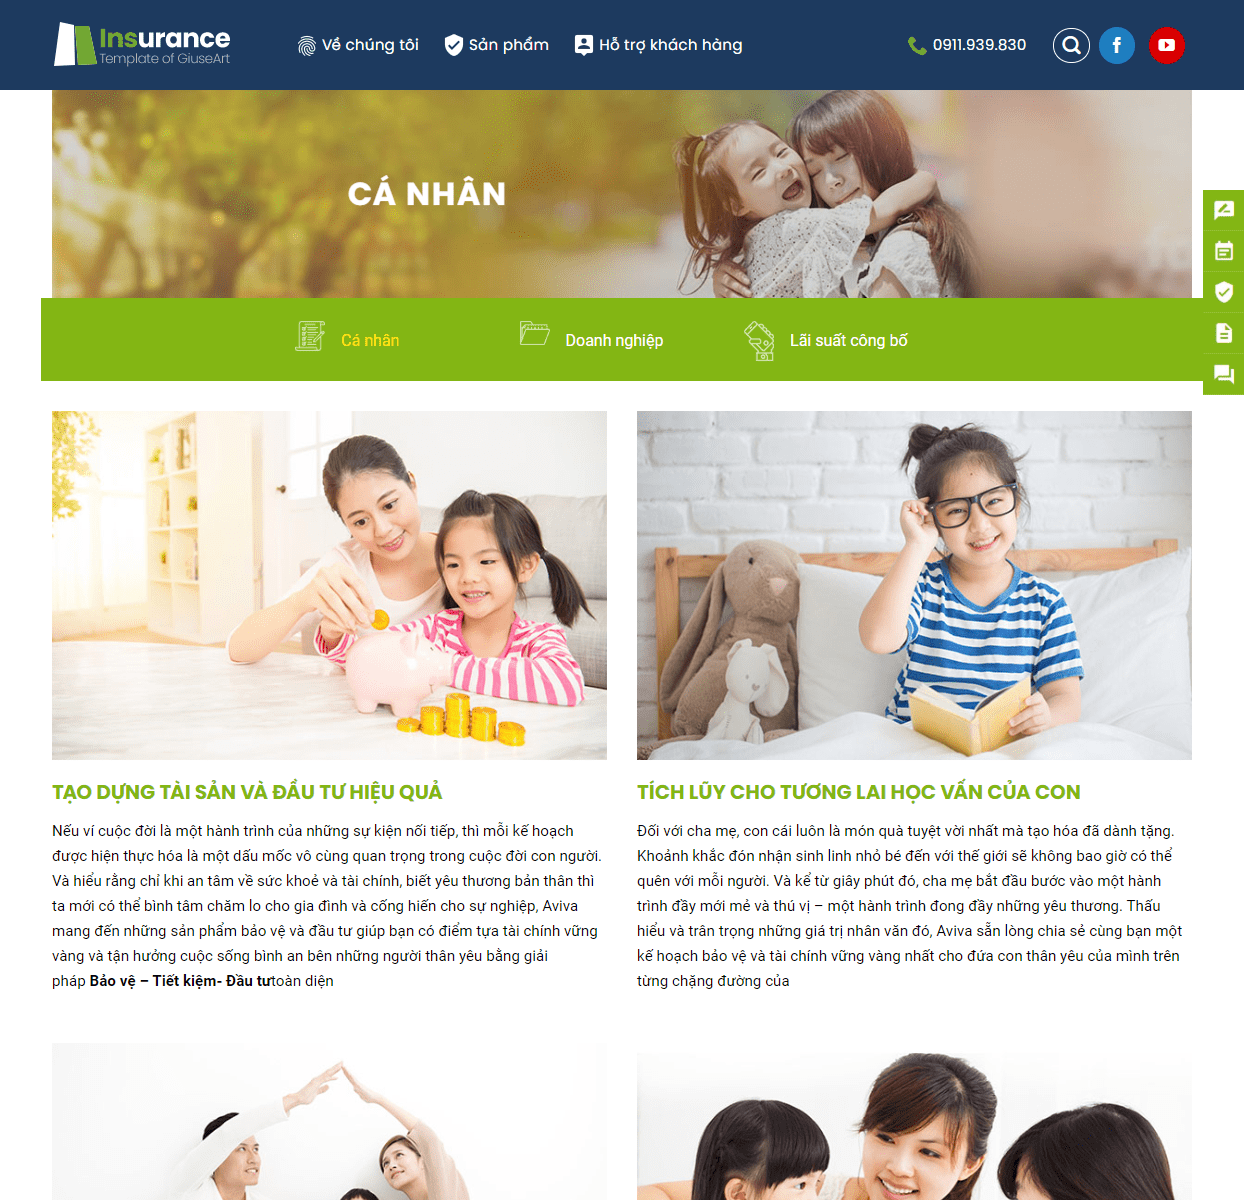 Insurance
Template of GiuseArt
Về chúng tôi
Sản phẩm
Hỗ trợ khách hàng
0911.939.830
CÁ NHÂN
Cá nhân
Doanh nghiệp
Lãi suất công bố
TẠO DỰNG TÀI SẢN VÀ ĐẦU TƯ HIỆU QUẢ
Nếu ví cuộc đời là một hành trình của những sự kiện nối tiếp, thì mỗi kế hoạch
được hiện thực hóa là một dấu mốc vô cùng quan trọng trong cuộc đời con người.
Và hiểu rằng chỉ khi an tâm về sức khoẻ và tài chính, biết yêu thương bản thân thì
ta mới có thể bình tâm chăm lo cho gia đình và cống hiến cho sự nghiệp, Aviva
mang đến những sản phẩm bảo vệ và đầu tư giúp bạn có điểm tựa tài chính vững
vàng và tận hưởng cuộc sống bình an bên những người thân yêu bằng giải
pháp Bảo vệ – Tiết kiệm- Đầu tưtoàn diện
TÍCH LŨY CHO TƯƠNG LAI HỌC VẤN CỦA CON
Đối với cha mẹ, con cái luôn là món quà tuyệt vời nhất mà tạo hóa đã dành tặng.
Khoảnh khắc đón nhận sinh linh nhỏ bé đến với thế giới sẽ không bao giờ có thể
quên với mỗi người. Và kể từ giây phút đó, cha mẹ bắt đầu bước vào một hành
trình đầy mới mẻ và thú vị – một hành trình đong đầy những yêu thương. Thấu
hiểu và trân trọng những giá trị nhân văn đó, Aviva sẵn lòng chia sẻ cùng bạn một
kế hoạch bảo vệ và tài chính vững vàng nhất cho đứa con thân yêu của mình trên
từng chặng đường của